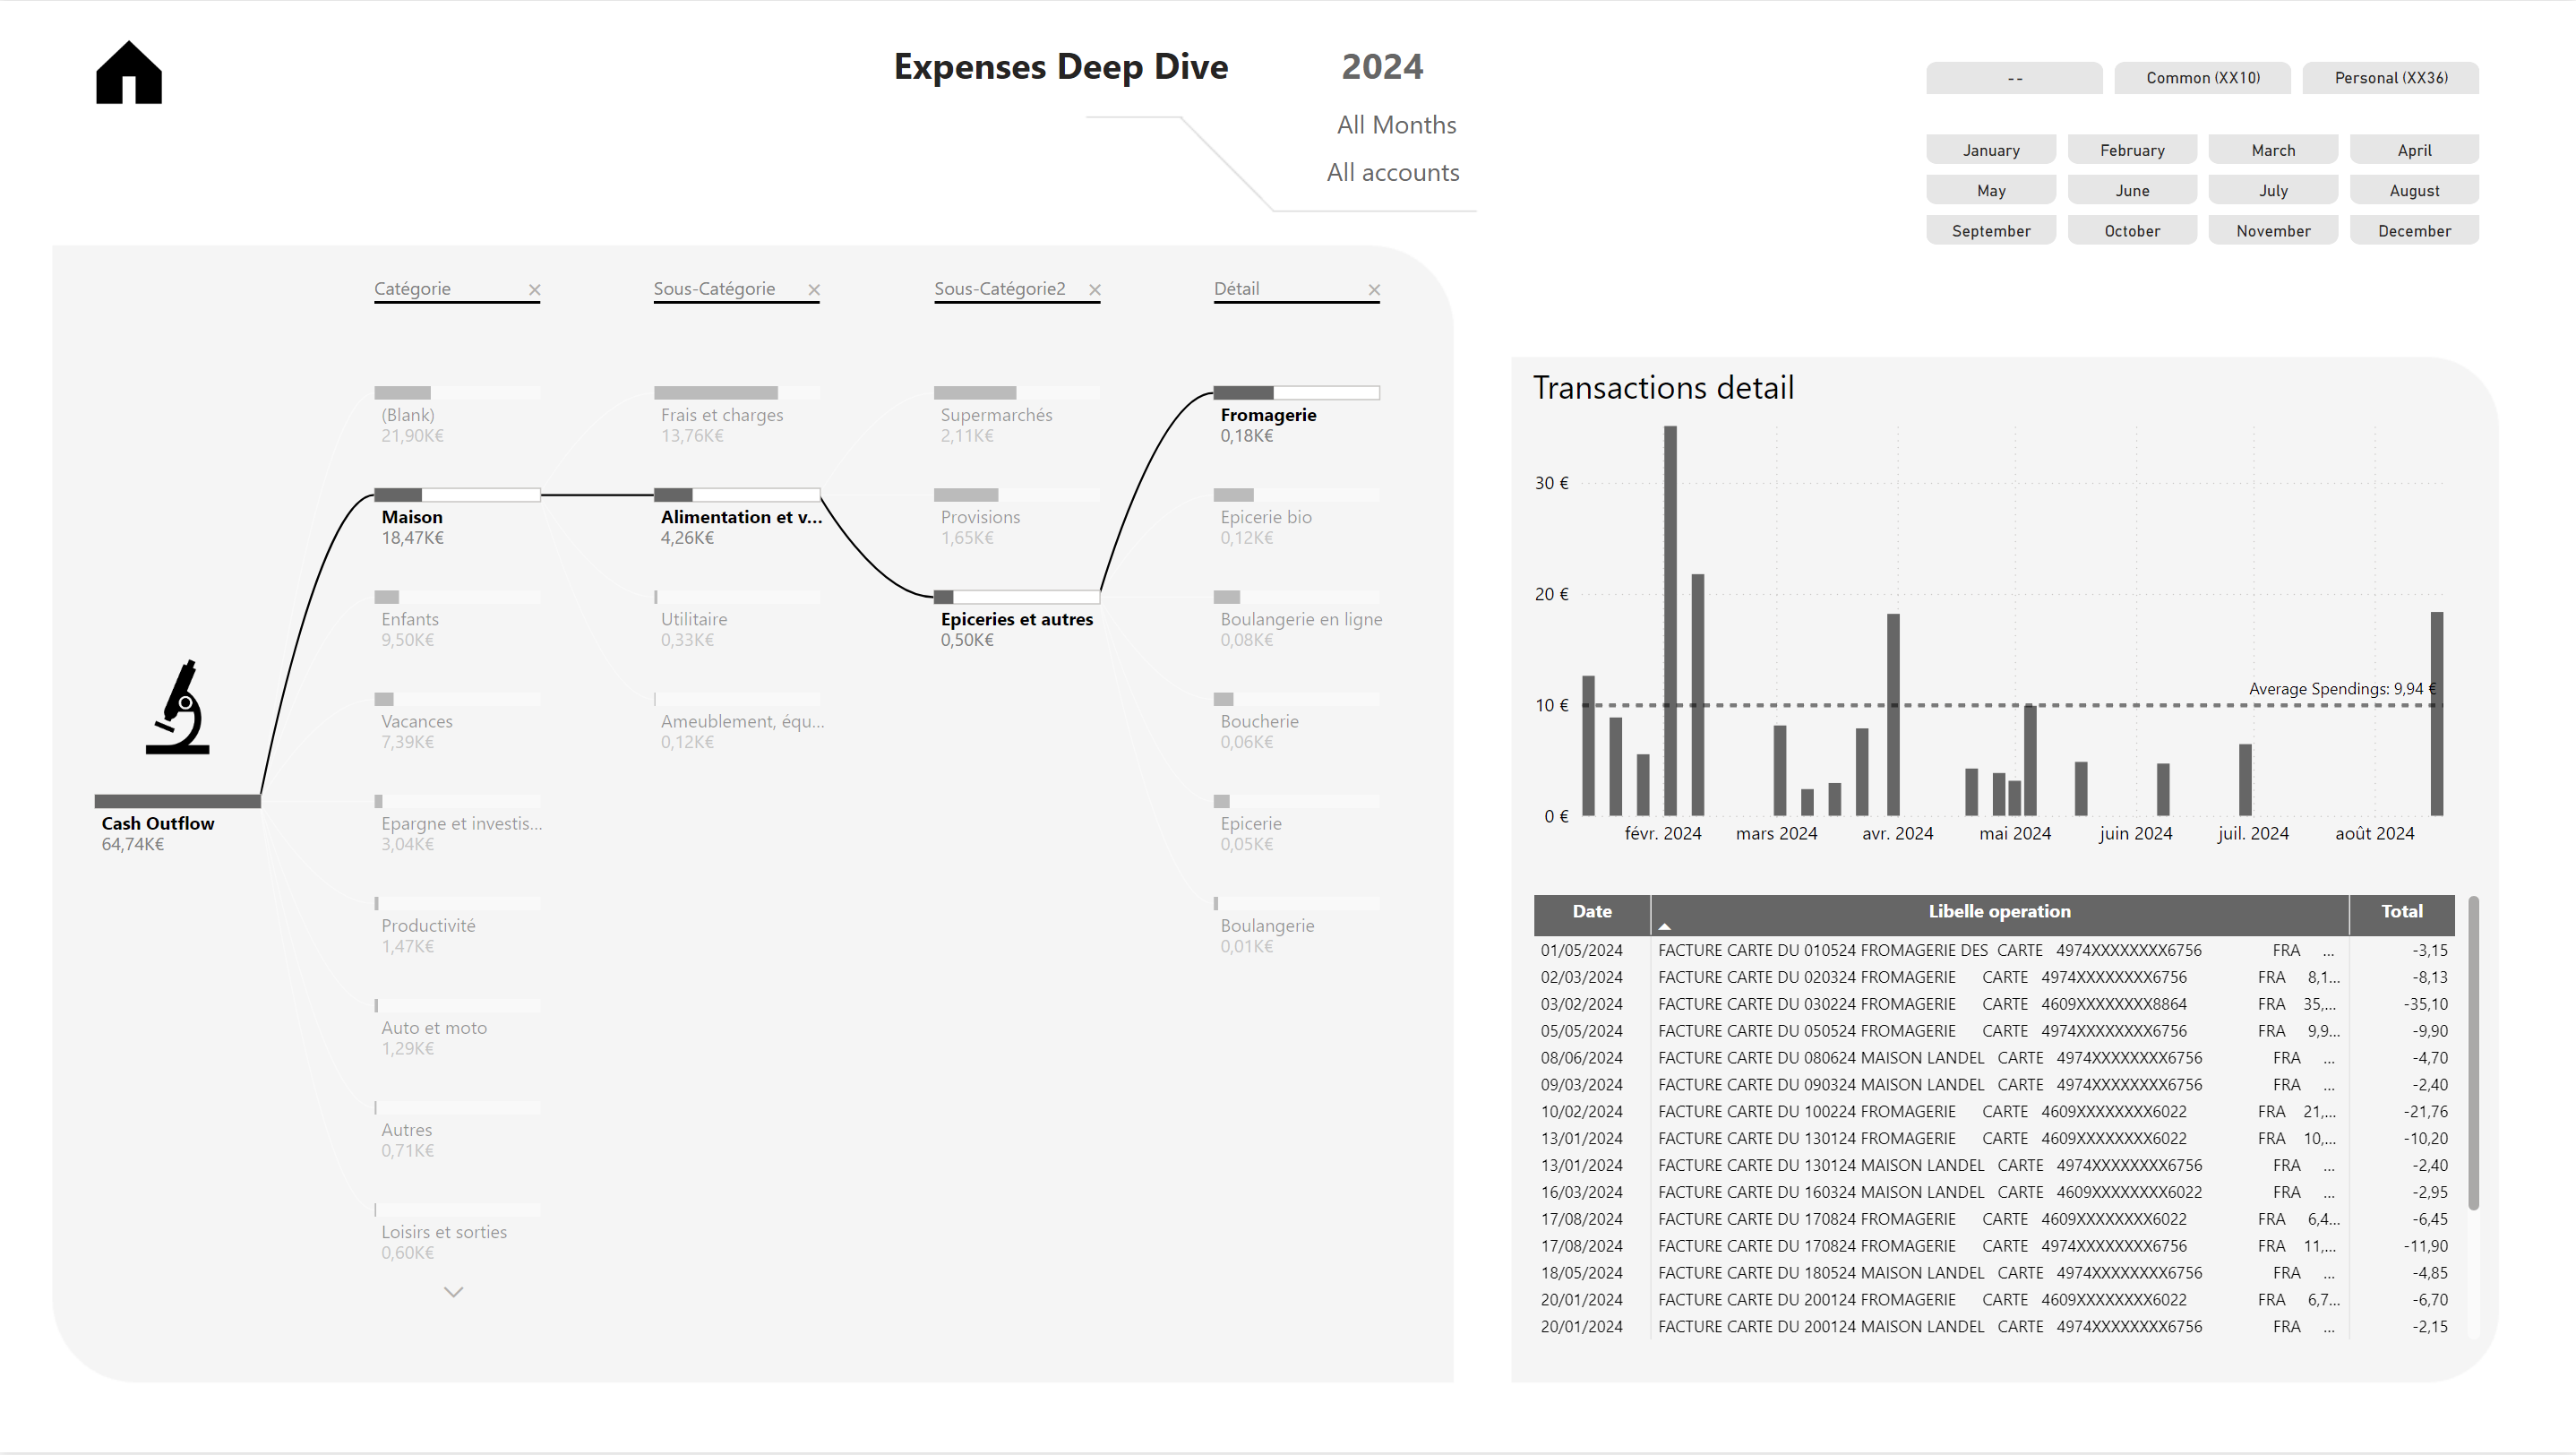 Expenses Deep Dive
2024
All Months
All accounts
--
Common (XX10)
Personal (XX36)
January
February
March
April
May
June
July
August
September
October
November
December
Catégorie
Sous-Catégorie
Sous-Catégorie2
Détail
Cash Outflow
64,74K€
(Blank)
21,90K€
Maison
18,47K€
Enfants
9,50K€
Vacances
7,39K€
Epargne et investis...
3,04K€
Productivité
1,47K€
Auto et moto
1,29K€
Autres
0,71K€
Loisirs et sorties
0,60K€
Frais et charges
13,76K€
Alimentation et v...
4,26K€
Utilitaire
0,33K€
Ameublement, équ...
0,12K€
Supermarchés
2,11K€
Provisions
1,65K€
Epiceries et autres
0,50K€
Fromagerie
0,18K€
Epicerie bio
0,12K€
Boulangerie en ligne
0,08K€
Boucherie
0,06K€
Epicerie
0,05K€
Boulangerie
0,01K€
Transactions detail
30 €
20 €
10 €
0 €
Average Spendings: 9,94 €
févr. 2024 mars 2024 avr. 2024 mai 2024 juin 2024 juil. 2024 août 2024
Date Libelle operation Total
01/05/2024 FACTURE CARTE DU 010524 FROMAGERIE DES CARTE 4974XXXXXXXX6756 FRA ... -3,15
02/03/2024 FACTURE CARTE DU 020324 FROMAGERIE CARTE 4974XXXXXXXX6756 FRA 8,1... -8,13
03/02/2024 FACTURE CARTE DU 030224 FROMAGERIE CARTE 4609XXXXXXXX8864 FRA 35,... -35,10
05/05/2024 FACTURE CARTE DU 050524 FROMAGERIE CARTE 4974XXXXXXXX6756 FRA 9,9... -9,90
08/06/2024 FACTURE CARTE DU 080624 MAISON LANDEL CARTE 4974XXXXXXXX6756 FRA ... -4,70
09/03/2024 FACTURE CARTE DU 090324 MAISON LANDEL CARTE 4974XXXXXXXX6756 FRA ... -2,40
10/02/2024 FACTURE CARTE DU 100224 FROMAGERIE CARTE 4609XXXXXXXX6022 FRA 21,... -21,76
13/01/2024 FACTURE CARTE DU 130124 FROMAGERIE CARTE 4609XXXXXXXX6022 FRA 10,... -10,20
13/01/2024 FACTURE CARTE DU 130124 MAISON LANDEL CARTE 4974XXXXXXXX6756 FRA ... -2,40
16/03/2024 FACTURE CARTE DU 160324 MAISON LANDEL CARTE 4609XXXXXXXX6022 FRA ... -2,95
17/08/2024 FACTURE CARTE DU 170824 FROMAGERIE CARTE 4609XXXXXXXX6022 FRA 6,4... -6,45
17/08/2024 FACTURE CARTE DU 170824 FROMAGERIE CARTE 4974XXXXXXXX6756 FRA 11,... -11,90
18/05/2024 FACTURE CARTE DU 180524 MAISON LANDEL CARTE 4974XXXXXXXX6756 FRA ... -4,85
20/01/2024 FACTURE CARTE DU 200124 FROMAGERIE CARTE 4609XXXXXXXX6022 FRA 6,7... -6,70
20/01/2024 FACTURE CARTE DU 200124 MAISON LANDEL CARTE 4974XXXXXXXX6756 FRA ... -2,15